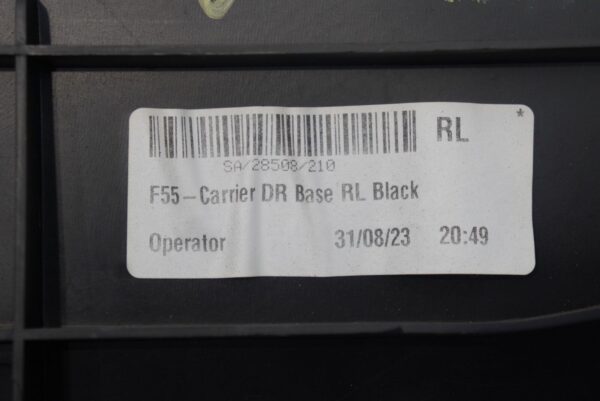 RL *
SA/28508/210
F55-Carrier DR Base RL Black
Operator 31/08/23 20:49